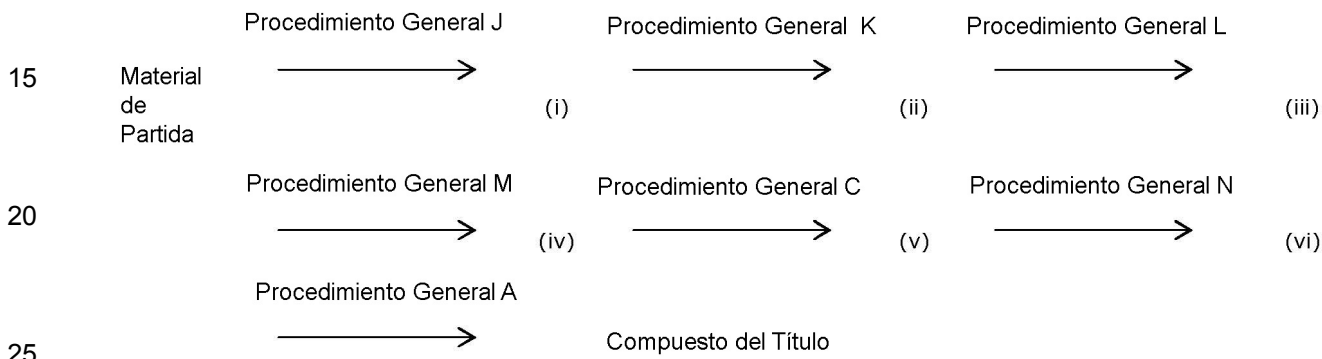 Procedimiento General J Procedimiento General K Procedimiento General L
15 Material
de
Partida
(i) (ii) (iii)
Procedimiento General M Procedimiento General C Procedimiento General N
20
(iv) (v) (vi)
Procedimiento General A
25 Compuesto del Título